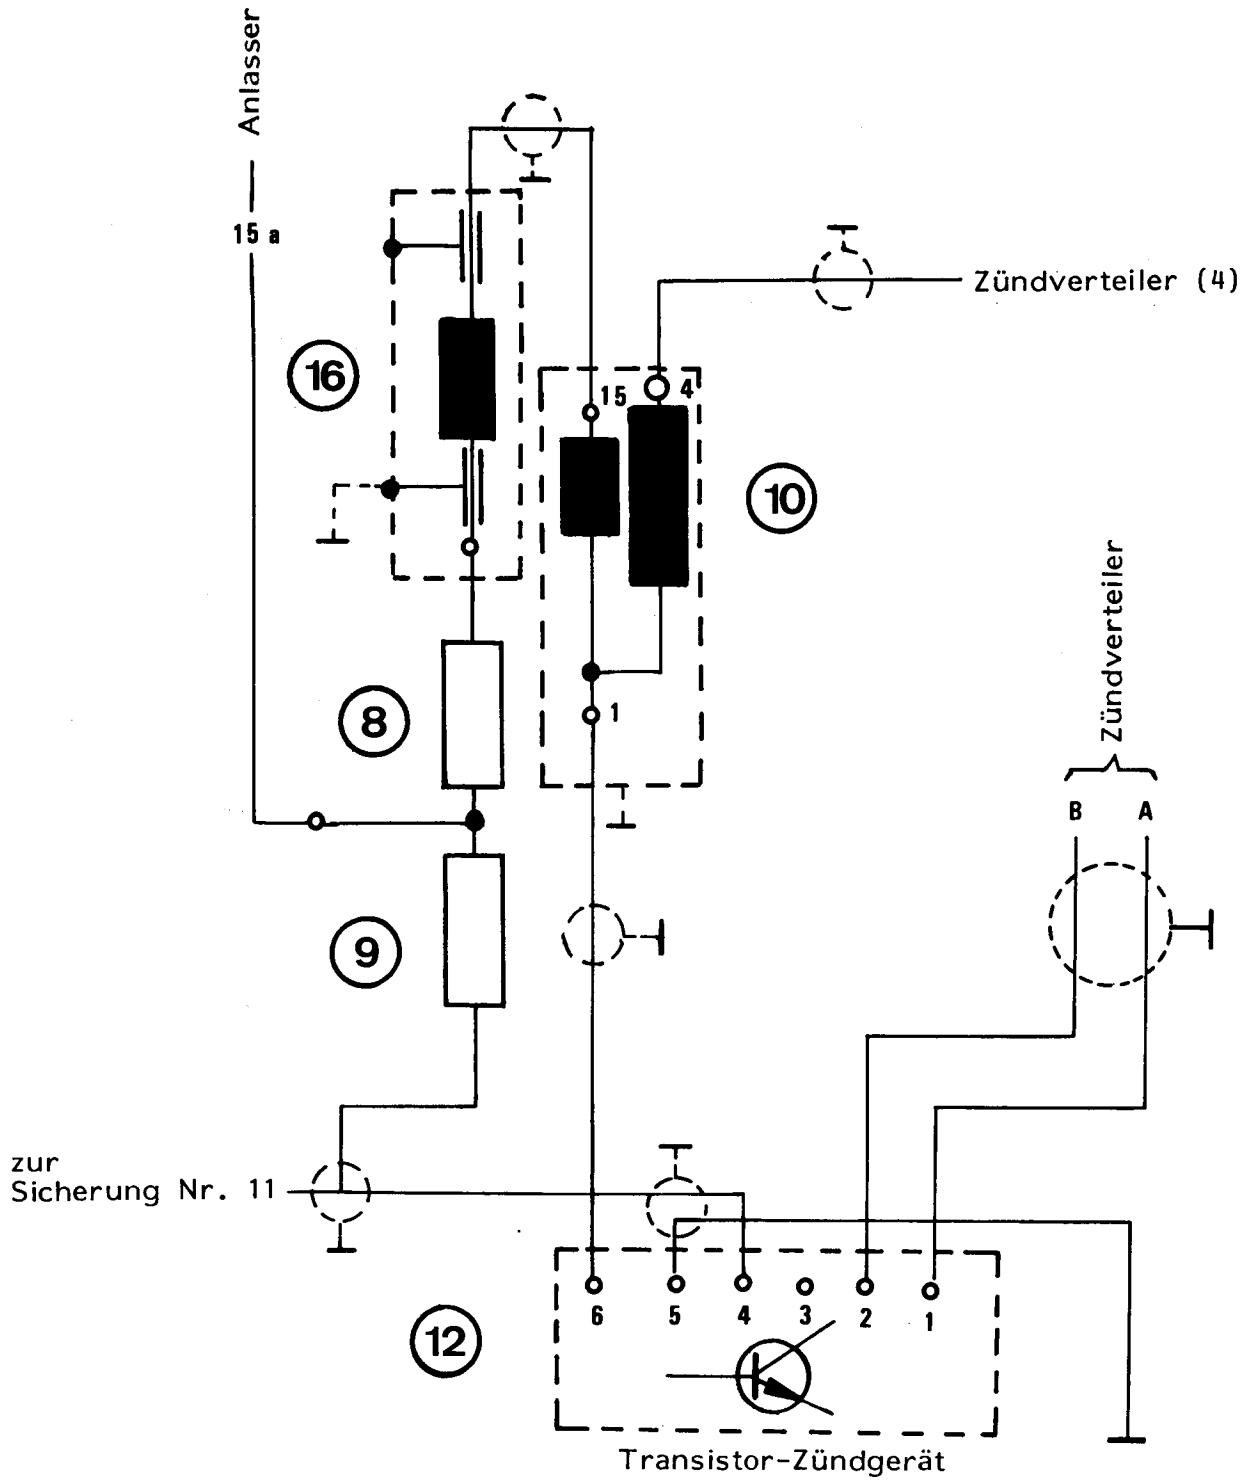 Anlasser
15 a
Zündverteiler (4)
16
15
4
10
1
8
Zündverteiler
B A
9
zur
Sicherung Nr. 11
6 5 4 3 2 1
12
Transistor-Zündgerät